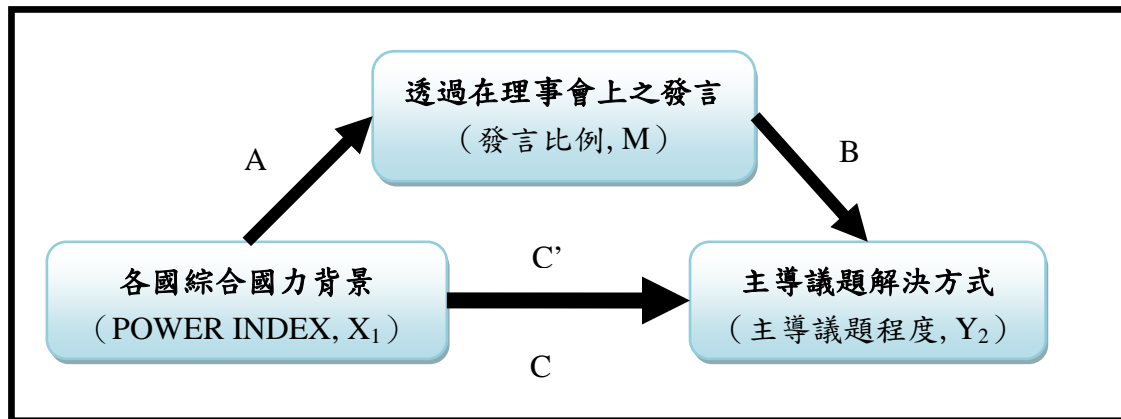 透過在理事會上之發言
（發言比例, M）
A
B
各國綜合國力背景
（POWER INDEX, X₁）
C’
主導議題解決方式
（主導議題程度, Y₂）
C